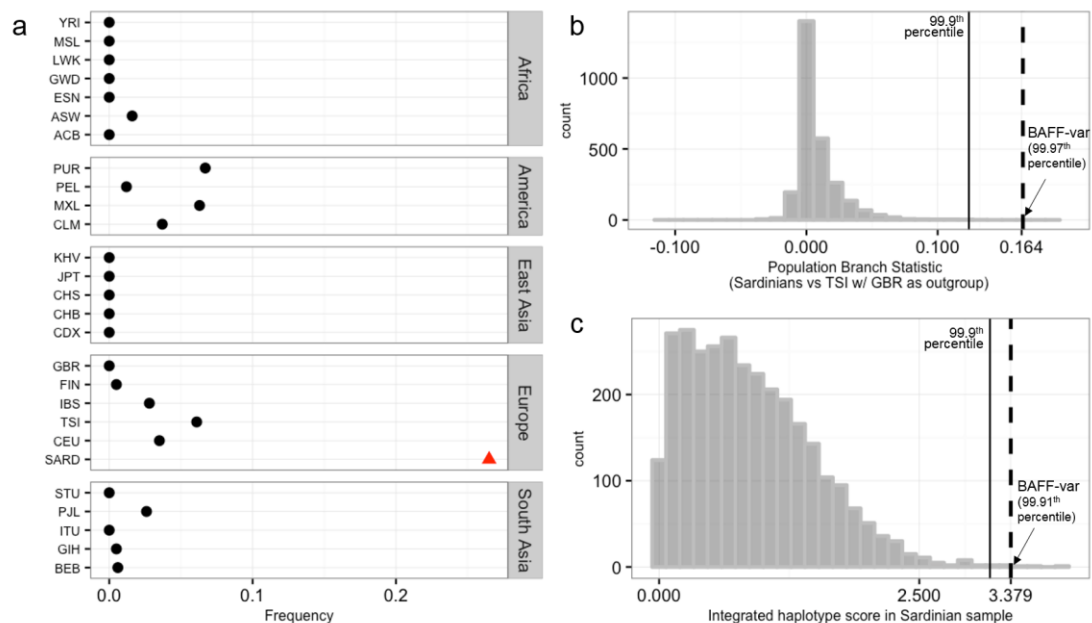 a
YRI
MSL
LWK
GWD
ESN
ASW
ACB
Africa
PUR
PEL
MXL
CLM
America
KHV
JPT
CHS
CHB
CDX
East Asia
GBR
FIN
IBS
TSI
CEU
SARD
Europe
STU
PJL
ITU
GIH
BEB
South Asia
0.0
0.1
0.2
Frequency
b
99.9th
percentile
1000
500
0
count
BAFF-var
(99.97th
percentile)
-0.100
0.000
0.100
0.164
Population Branch Statistic
(Sardinians vs TSI w/ GBR as outgroup)
c
99.9th
percentile
200
100
0
count
BAFF-var
(99.91th
percentile)
0.000
2.500
3.379
Integrated haplotype score in Sardinian sample